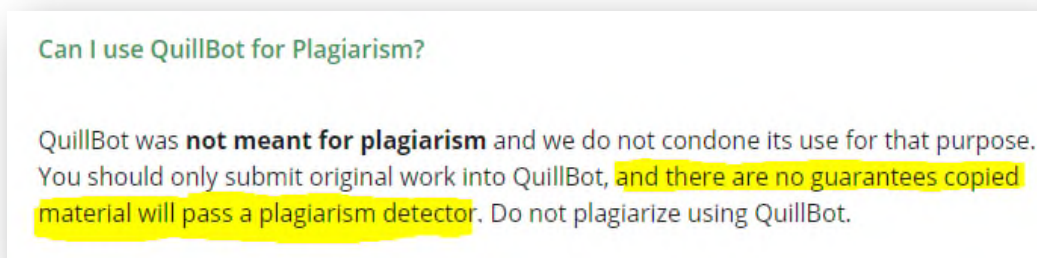 Can I use QuillBot for Plagiarism?
QuillBot was not meant for plagiarism and we do not condone its use for that purpose.
You should only submit original work into QuillBot, and there are no guarantees copied
material will pass a plagiarism detector. Do not plagiarize using QuillBot.